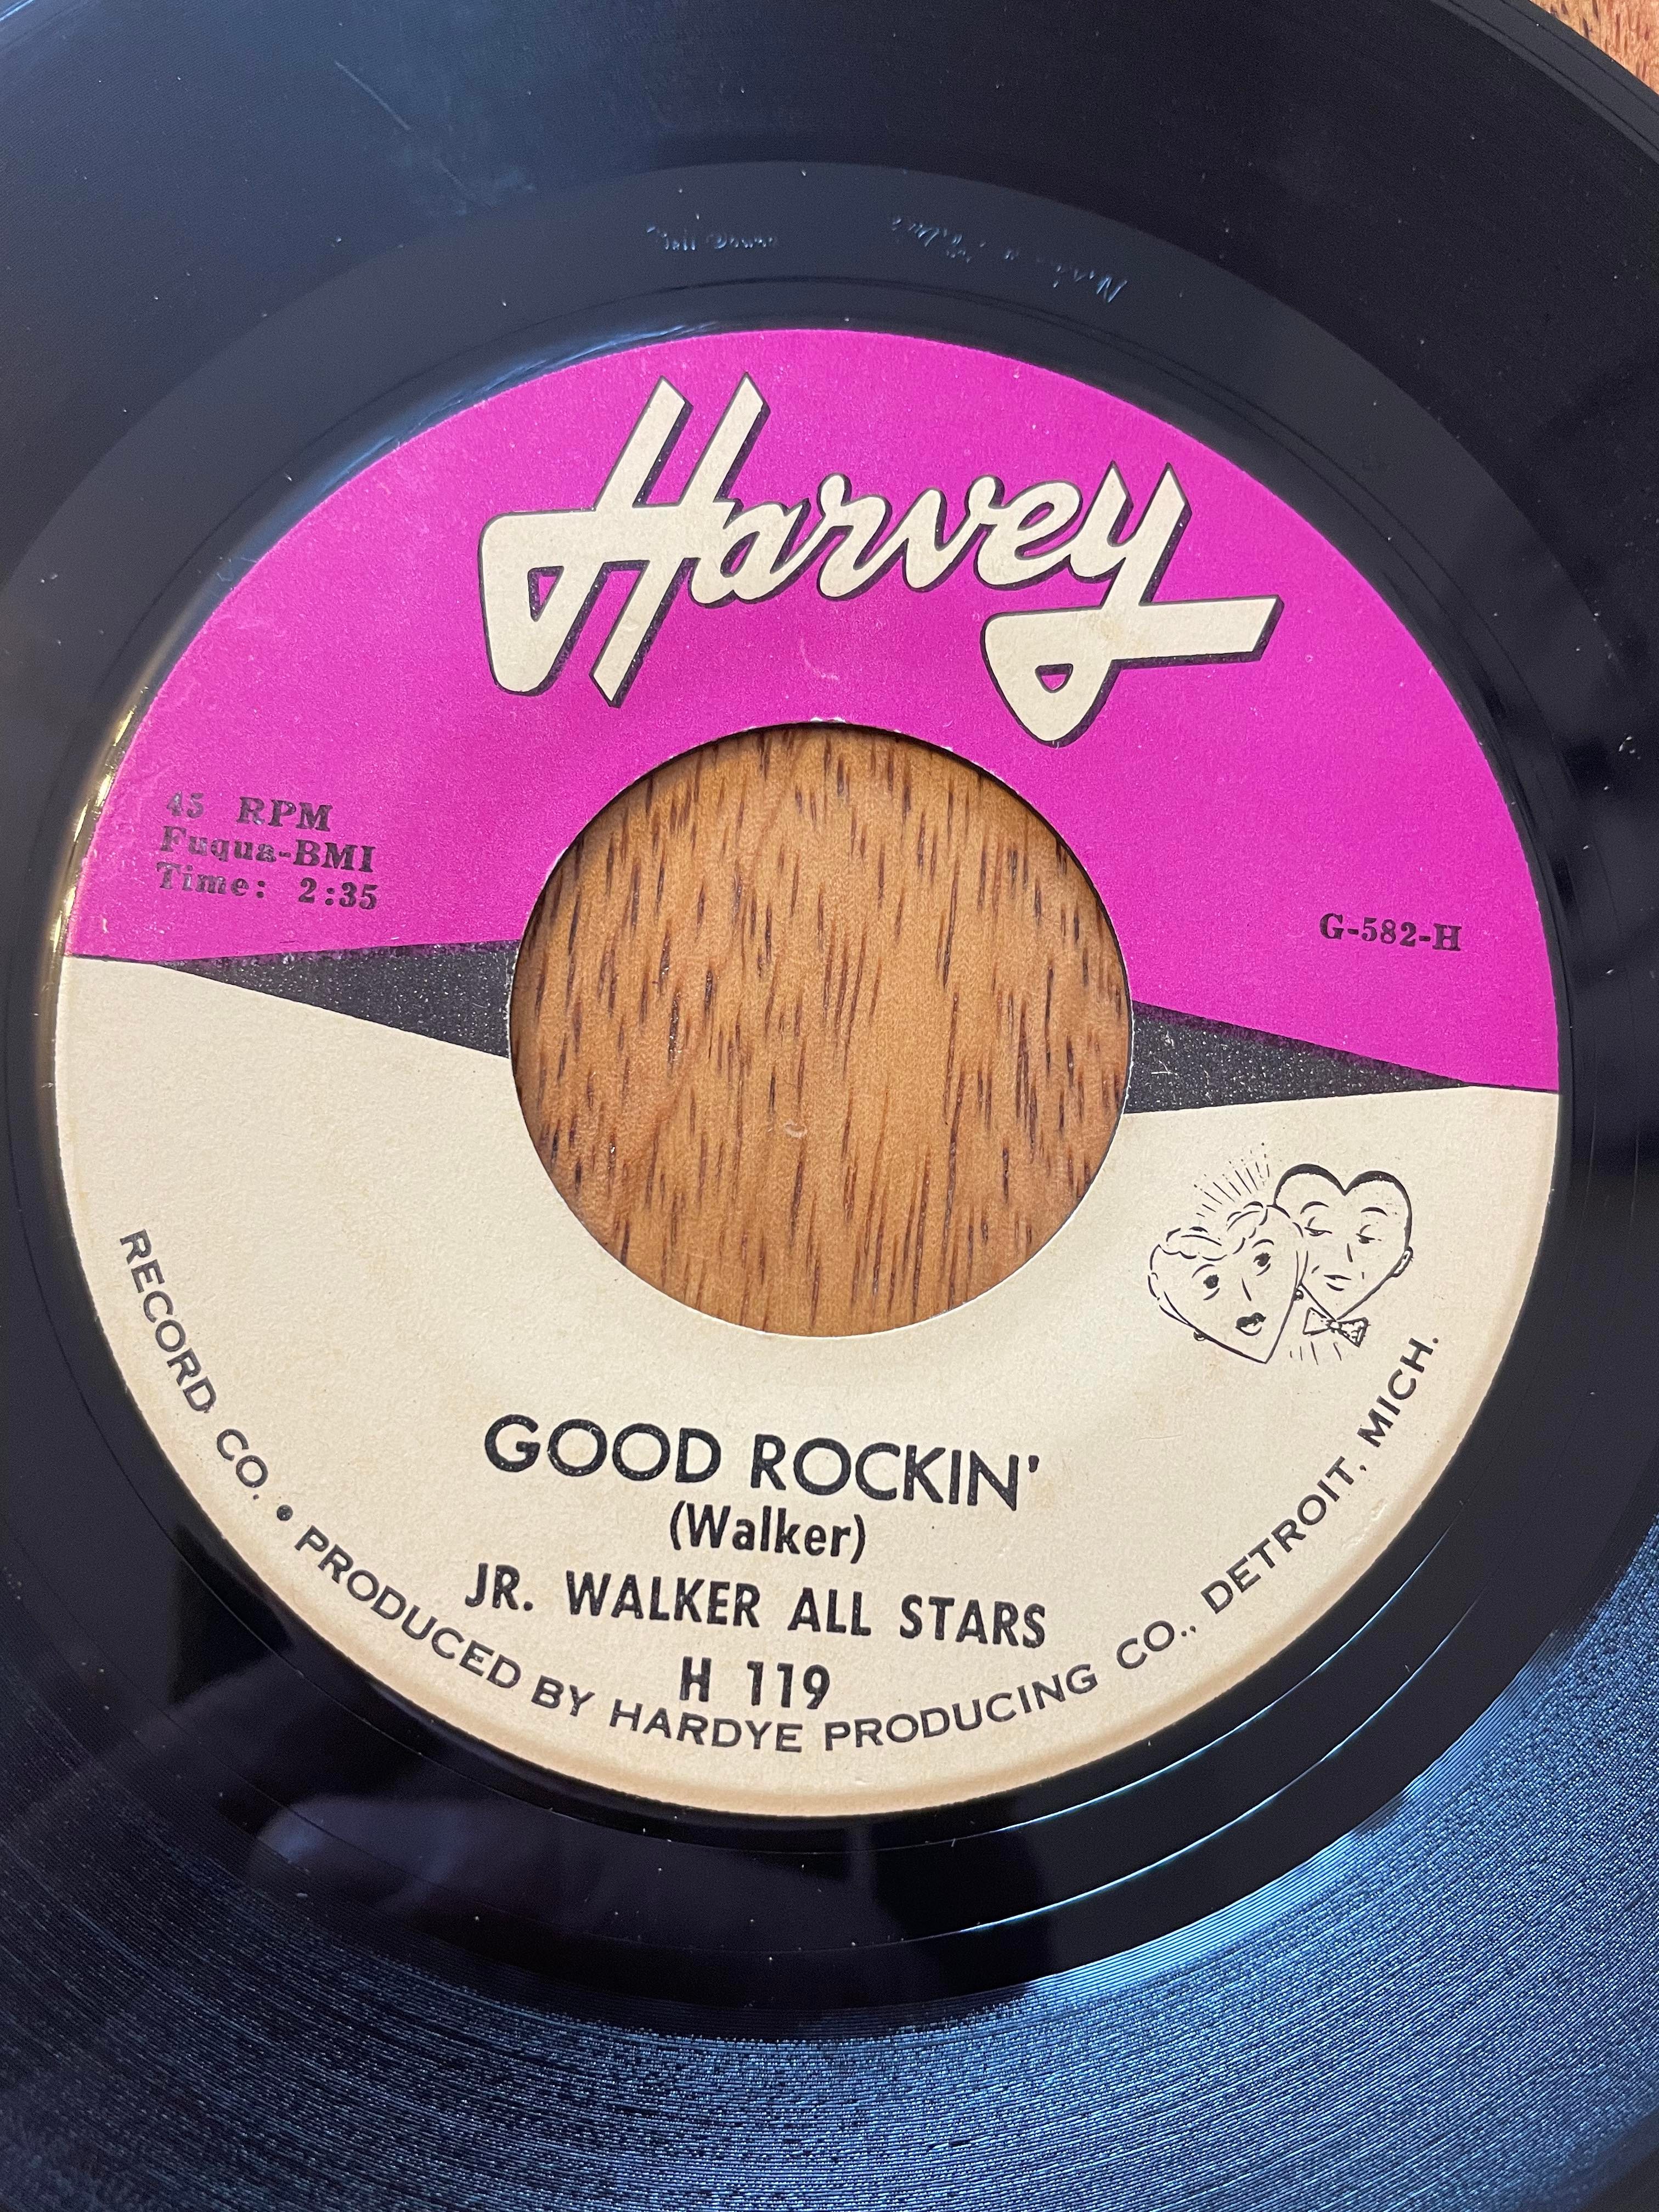 Harvey
45 RPM
Fuqua-BMI
Time: 2:35
G-582-H
GOOD ROCKIN'
(Walker)
JR. WALKER ALL STARS
H 119
RECORD CO. • PRODUCED BY HARDYE PRODUCING CO., DETROIT, MICH.